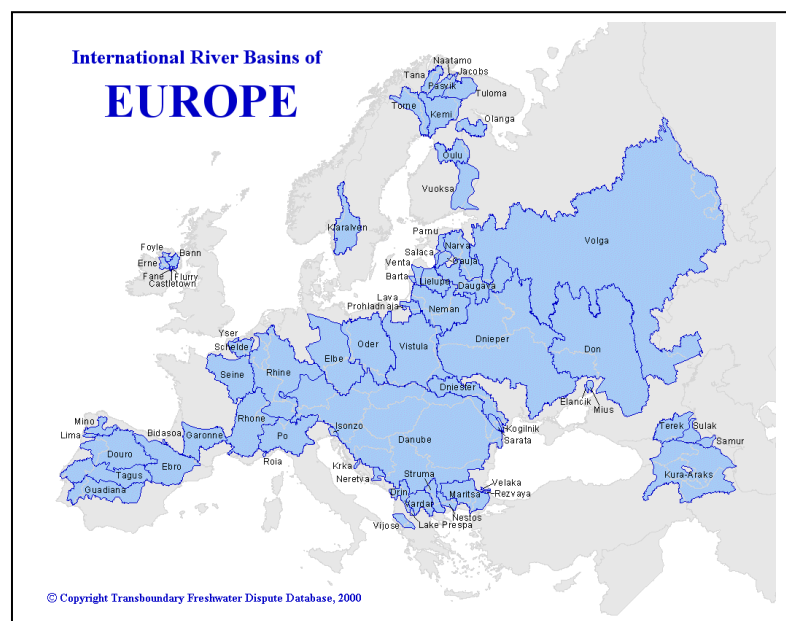 International River Basins of
EUROPE
Naatamo
Jacobs
Tana
Pasvik
Tuloma
Torne
Kemi
Olanga
Oulu
Vuoksa
Klaralven
Parnu
Narva
Salaca
Gauja
Venta
Barta
Lielupe
Daugava
Lava
Prohladnaja
Neman
Volga
Foyle
Bann
Erne
Fane
Flurry
Castletown
Yser
Schelde
Seine
Rhine
Elbe
Oder
Vistula
Dnieper
Don
Dniester
Elancik
Mius
Rhone
Isonzo
Danube
Kogilnik
Sarata
Mino
Lima
Bidasoa
Garonne
Po
Douro
Ebro
Tagus
Guadiana
Roia
Krka
Neretva
Struma
Terek
Sulak
Samur
Kura-Araks
Drin
Vardar
Maritsa
Velaka
Rezvaya
Nestos
Lake Prespa
Vijose
© Copyright Transboundary Freshwater Dispute Database, 2000